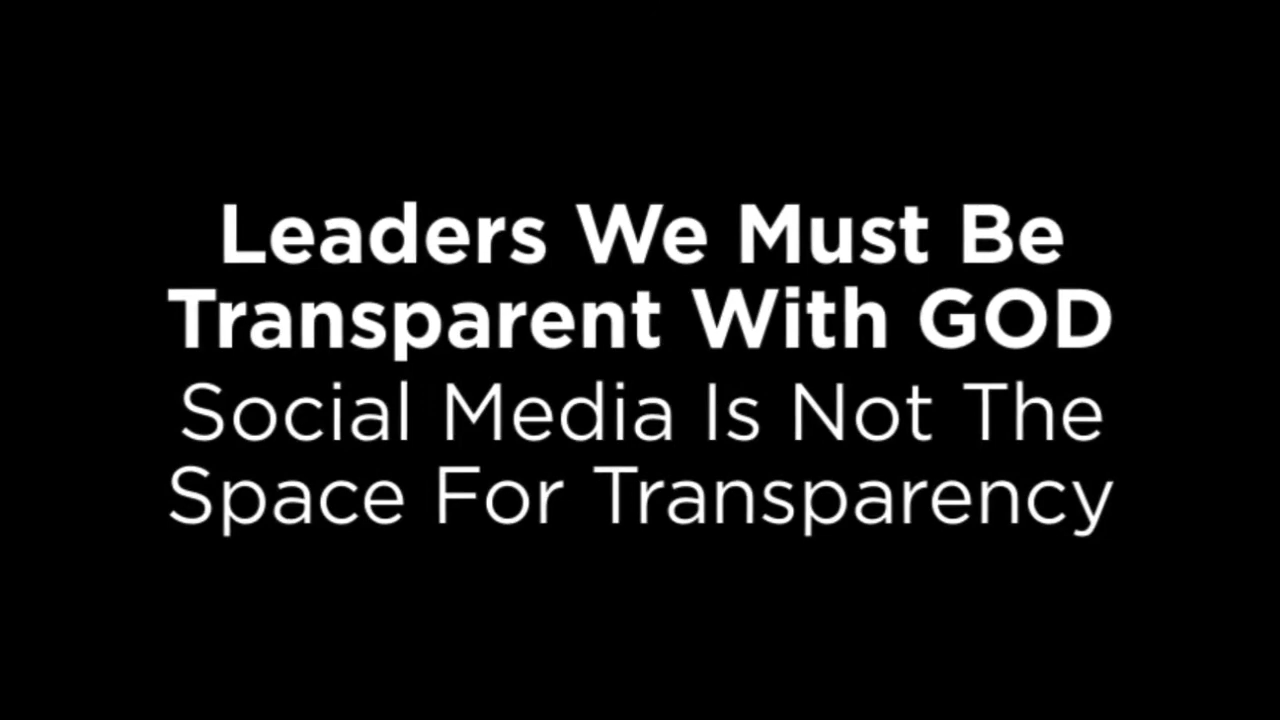 Leaders We Must Be
Transparent With GOD
Social Media Is Not The
Space For Transparency